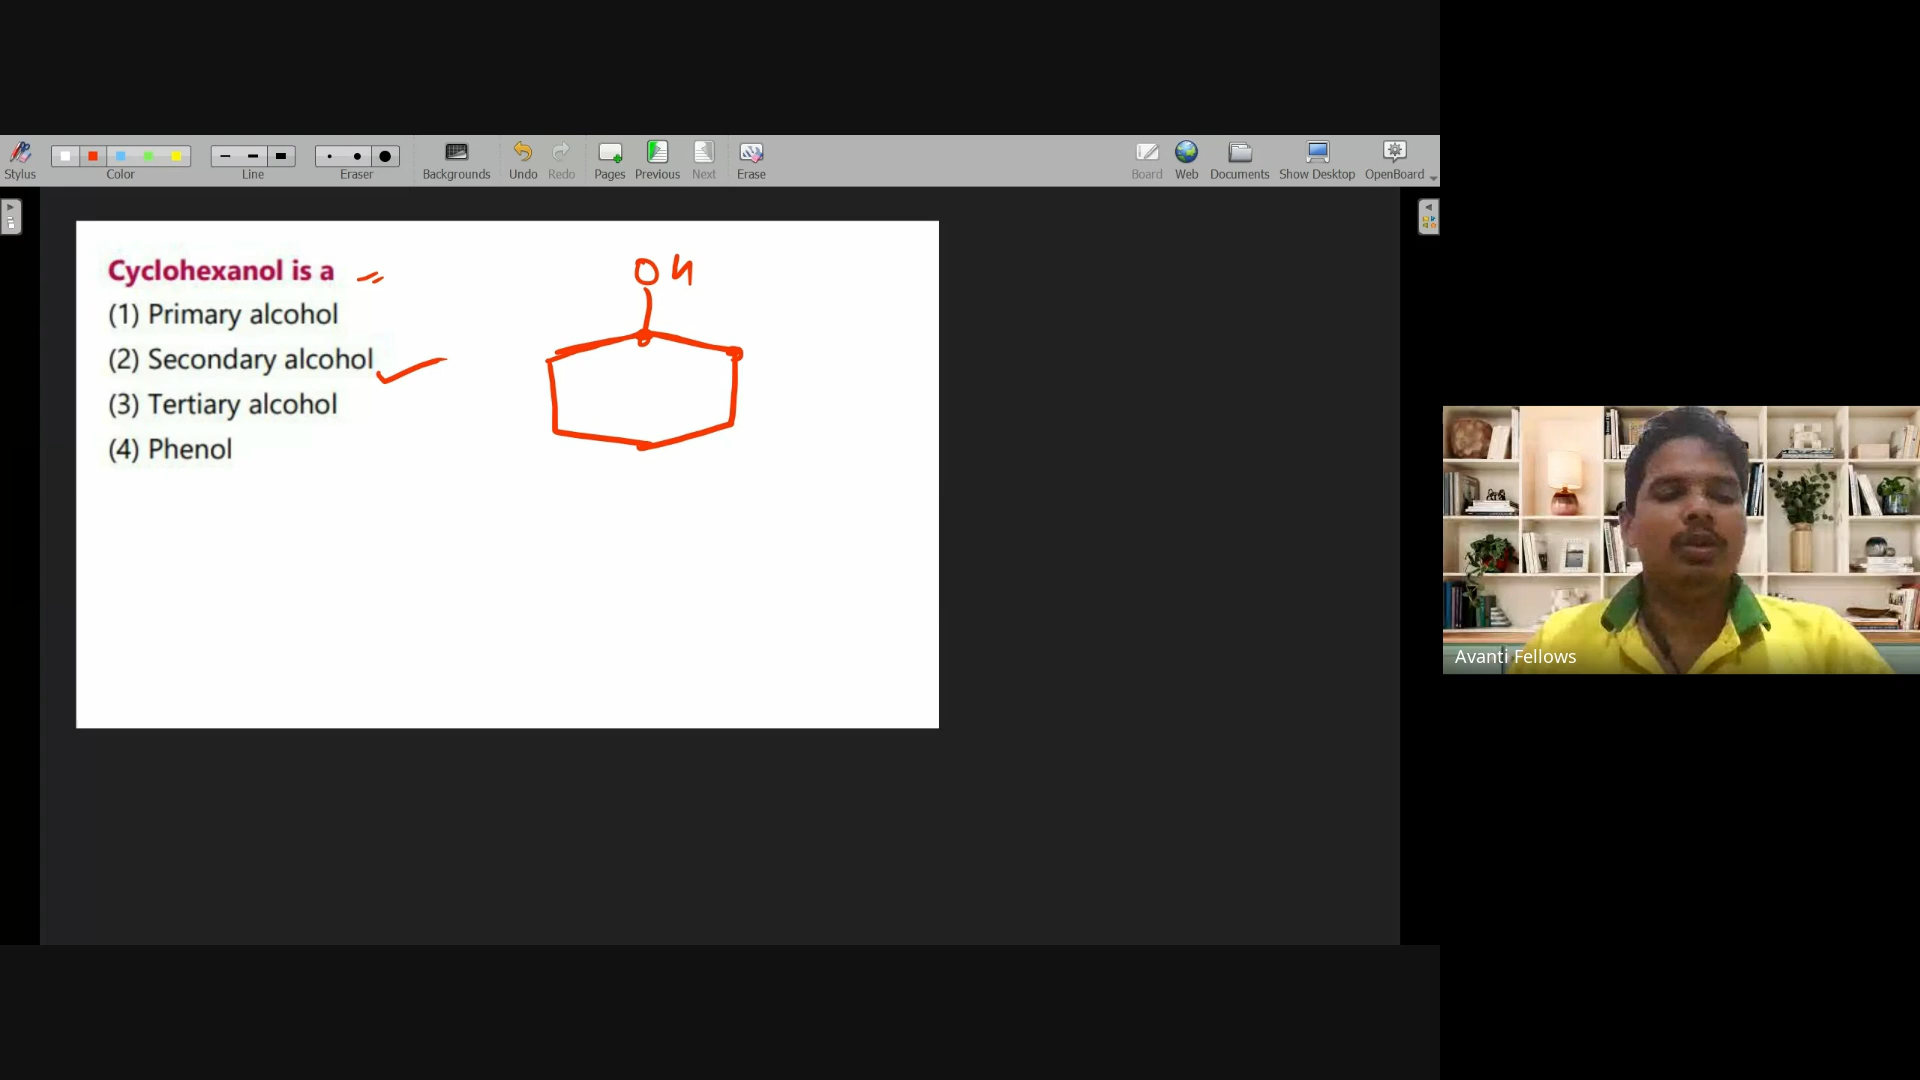 Stylus
Color
Line
Eraser
Backgrounds
Undo
Redo
Pages
Previous
Next
Erase
Board
Web
Documents
Show Desktop
OpenBoard
Cyclohexanol is a
(1) Primary alcohol
(2) Secondary alcohol
(3) Tertiary alcohol
(4) Phenol
OH
Avanti Fellows